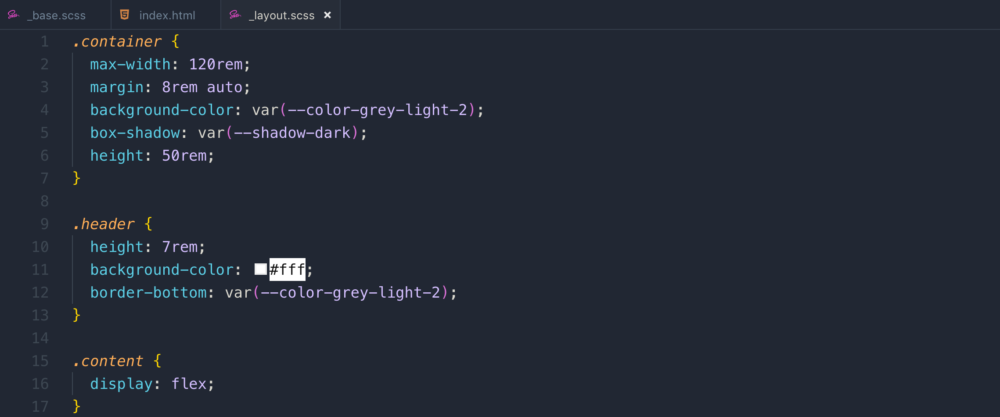 _base.scss index.html _layout.scss ×
1 .container {
2 max-width: 120rem;
3 margin: 8rem auto;
4 background-color: var(--color-grey-light-2);
5 box-shadow: var(--shadow-dark);
6 height: 50rem;
7 }
8
9 .header {
10 height: 7rem;
11 background-color: #fff;
12 border-bottom: var(--color-grey-light-2);
13 }
14
15 .content {
16 display: flex;
17 }